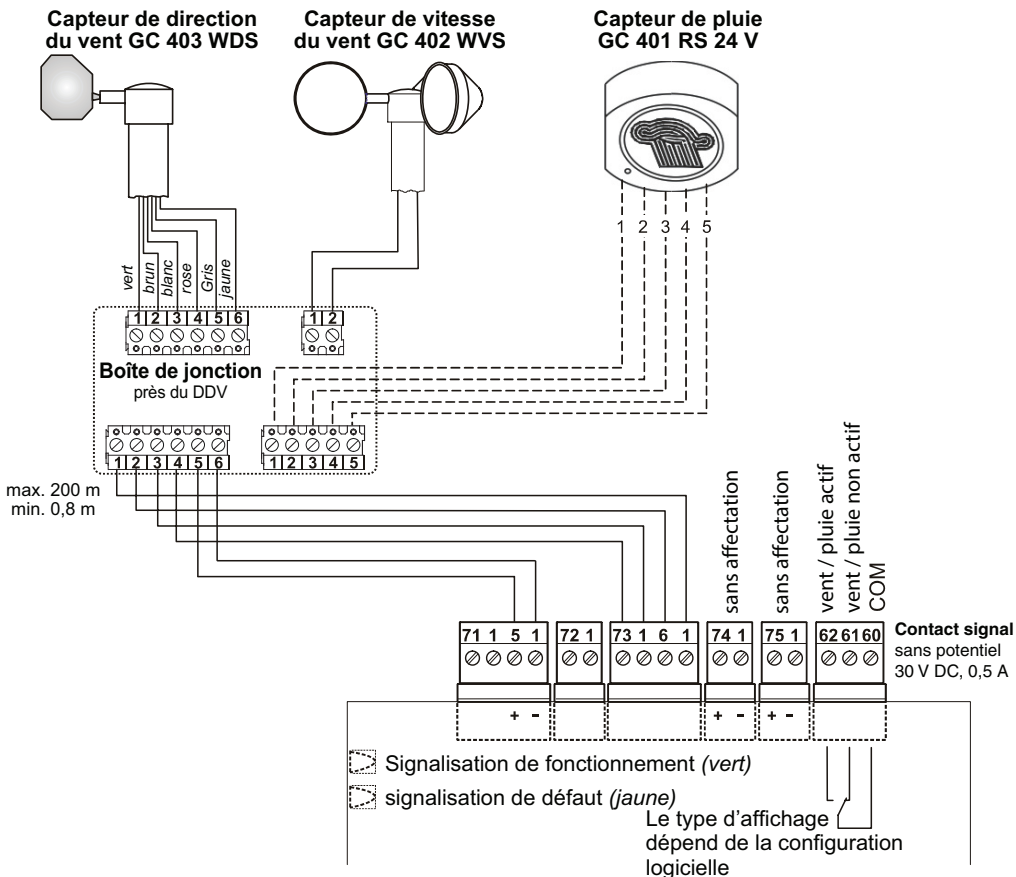 Capteur de direction
du vent GC 403 WDS
Capteur de vitesse
du vent GC 402 WVS
Capteur de pluie
GC 401 RS 24 V
1 2 3 4 5
vert
brun
blanc
rose
Gris
jaune
1 2 3 4 5 6
1 2
Boîte de jonction
près du DDV
1 2 3 4 5 6
1 2 3 4 5
max. 200 m
min. 0,8 m
sans affectation
sans affectation
vent / pluie actif
vent / pluie non actif
COM
71 1 5 1
72 1
73 1 6 1
74 1
75 1
62 61 60
Contact signal
sans potentiel
30 V DC, 0,5 A
+ -
+ -
+ -
Signalisation de fonctionnement (vert)
signalisation de défaut (jaune)
Le type d'affichage
dépend de la configuration
logicielle